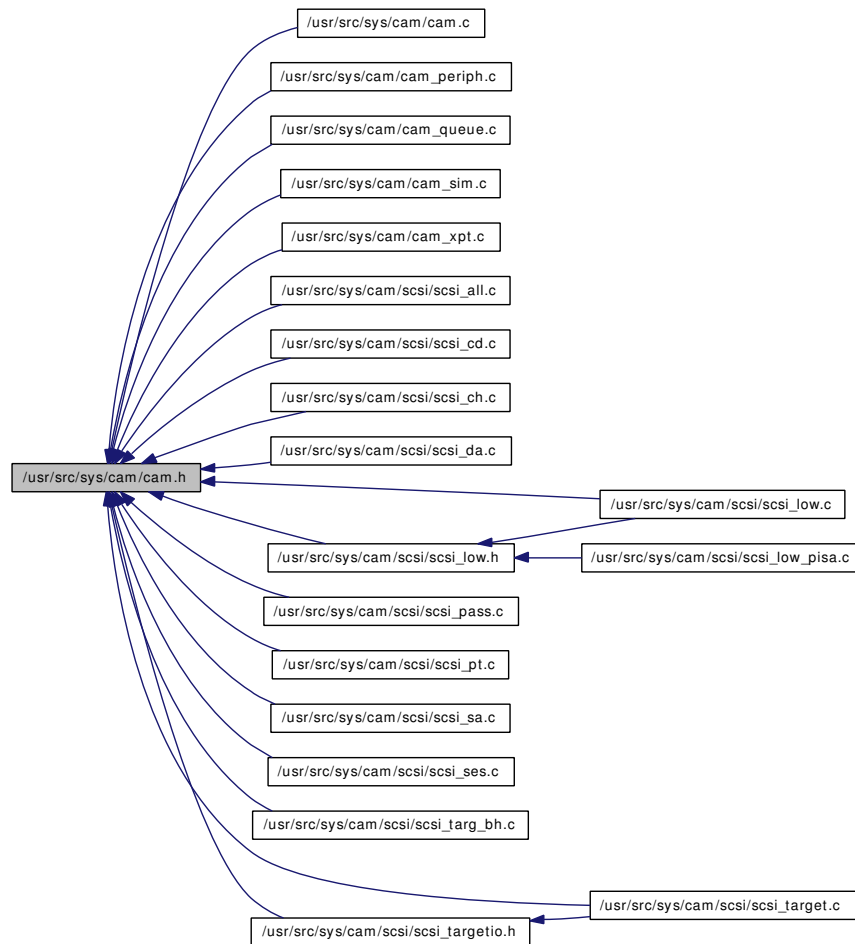 /usr/src/sys/cam/cam.c
/usr/src/sys/cam/cam_periph.c
/usr/src/sys/cam/cam_queue.c
/usr/src/sys/cam/cam_sim.c
/usr/src/sys/cam/cam_xpt.c
/usr/src/sys/cam/scsi/scsi_all.c
/usr/src/sys/cam/scsi/scsi_cd.c
/usr/src/sys/cam/scsi/scsi_ch.c
/usr/src/sys/cam/scsi/scsi_da.c
/usr/src/sys/cam/cam.h
/usr/src/sys/cam/scsi/scsi_low.c
/usr/src/sys/cam/scsi/scsi_low.h
/usr/src/sys/cam/scsi/scsi_low_pisa.c
/usr/src/sys/cam/scsi/scsi_pass.c
/usr/src/sys/cam/scsi/scsi_pt.c
/usr/src/sys/cam/scsi/scsi_sa.c
/usr/src/sys/cam/scsi/scsi_ses.c
/usr/src/sys/cam/scsi/scsi_targ_bh.c
/usr/src/sys/cam/scsi/scsi_target.c
/usr/src/sys/cam/scsi/scsi_targetio.h